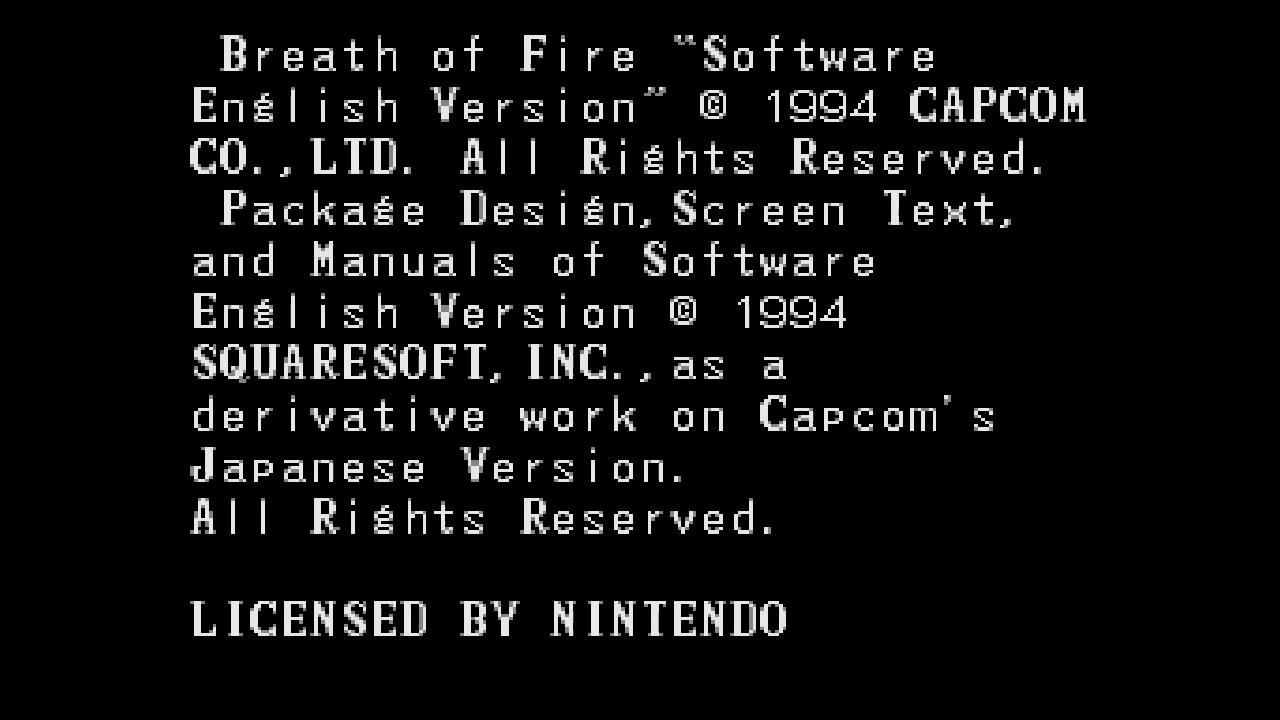 Breath of Fire “Software
English Version” © 1994 CAPCOM
CO.,LTD. All Rights Reserved.
Package Design, Screen Text,
and Manuals of Software
English Version © 1994
SQUARESOFT, INC.,as a
derivative work on Capcom's
Japanese Version.
All Rights Reserved.
LICENSED BY NINTENDO